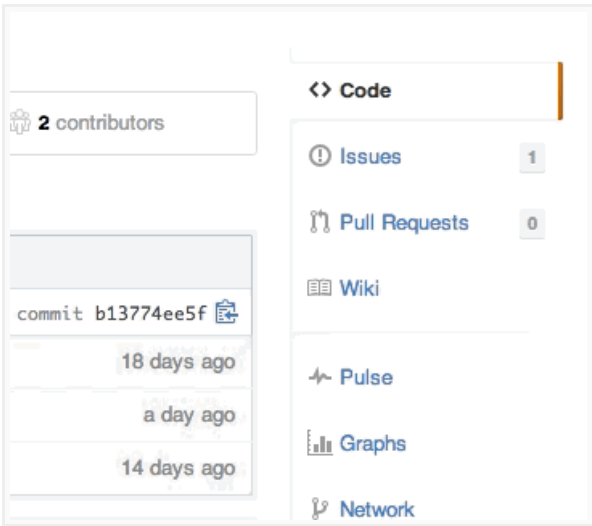 2 contributors
commit b13774ee5f
18 days ago
a day ago
14 days ago
Code
Issues 1
Pull Requests 0
Wiki
Pulse
Graphs
Network